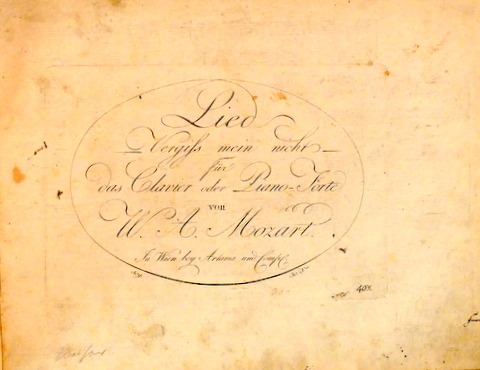 Lied
Vergiſs mein nicht
Für
das Clavier oder Piano-Forte
von
W. A. Mozart.
In Wien bey Artaria und Comp.